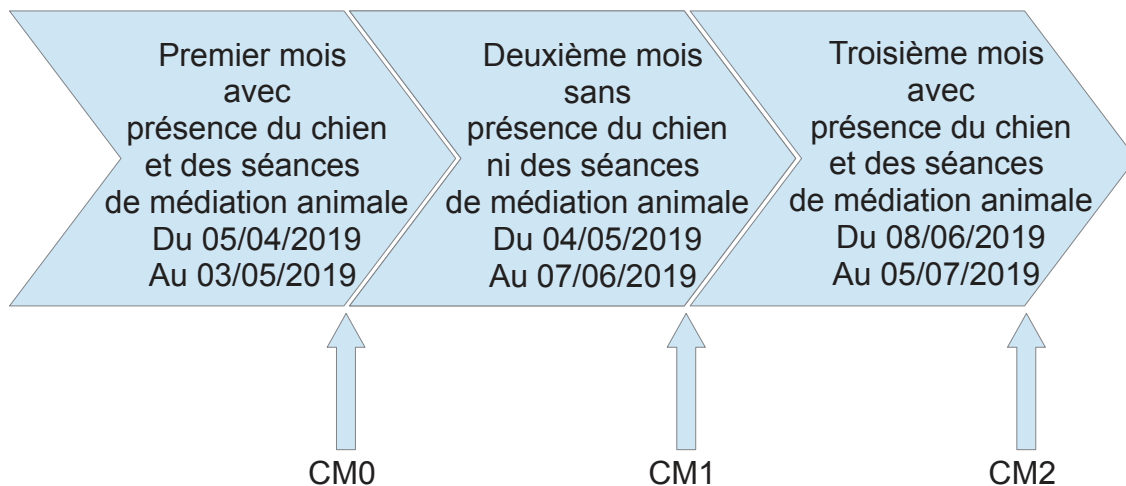 Premier mois
avec
présence du chien
et des séances
de médiation animale
Du 05/04/2019
Au 03/05/2019
Deuxième mois
sans
présence du chien
ni des séances
de médiation animale
Du 04/05/2019
Au 07/06/2019
Troisième mois
avec
présence du chien
et des séances
de médiation animale
Du 08/06/2019
Au 05/07/2019
CM0
CM1
CM2